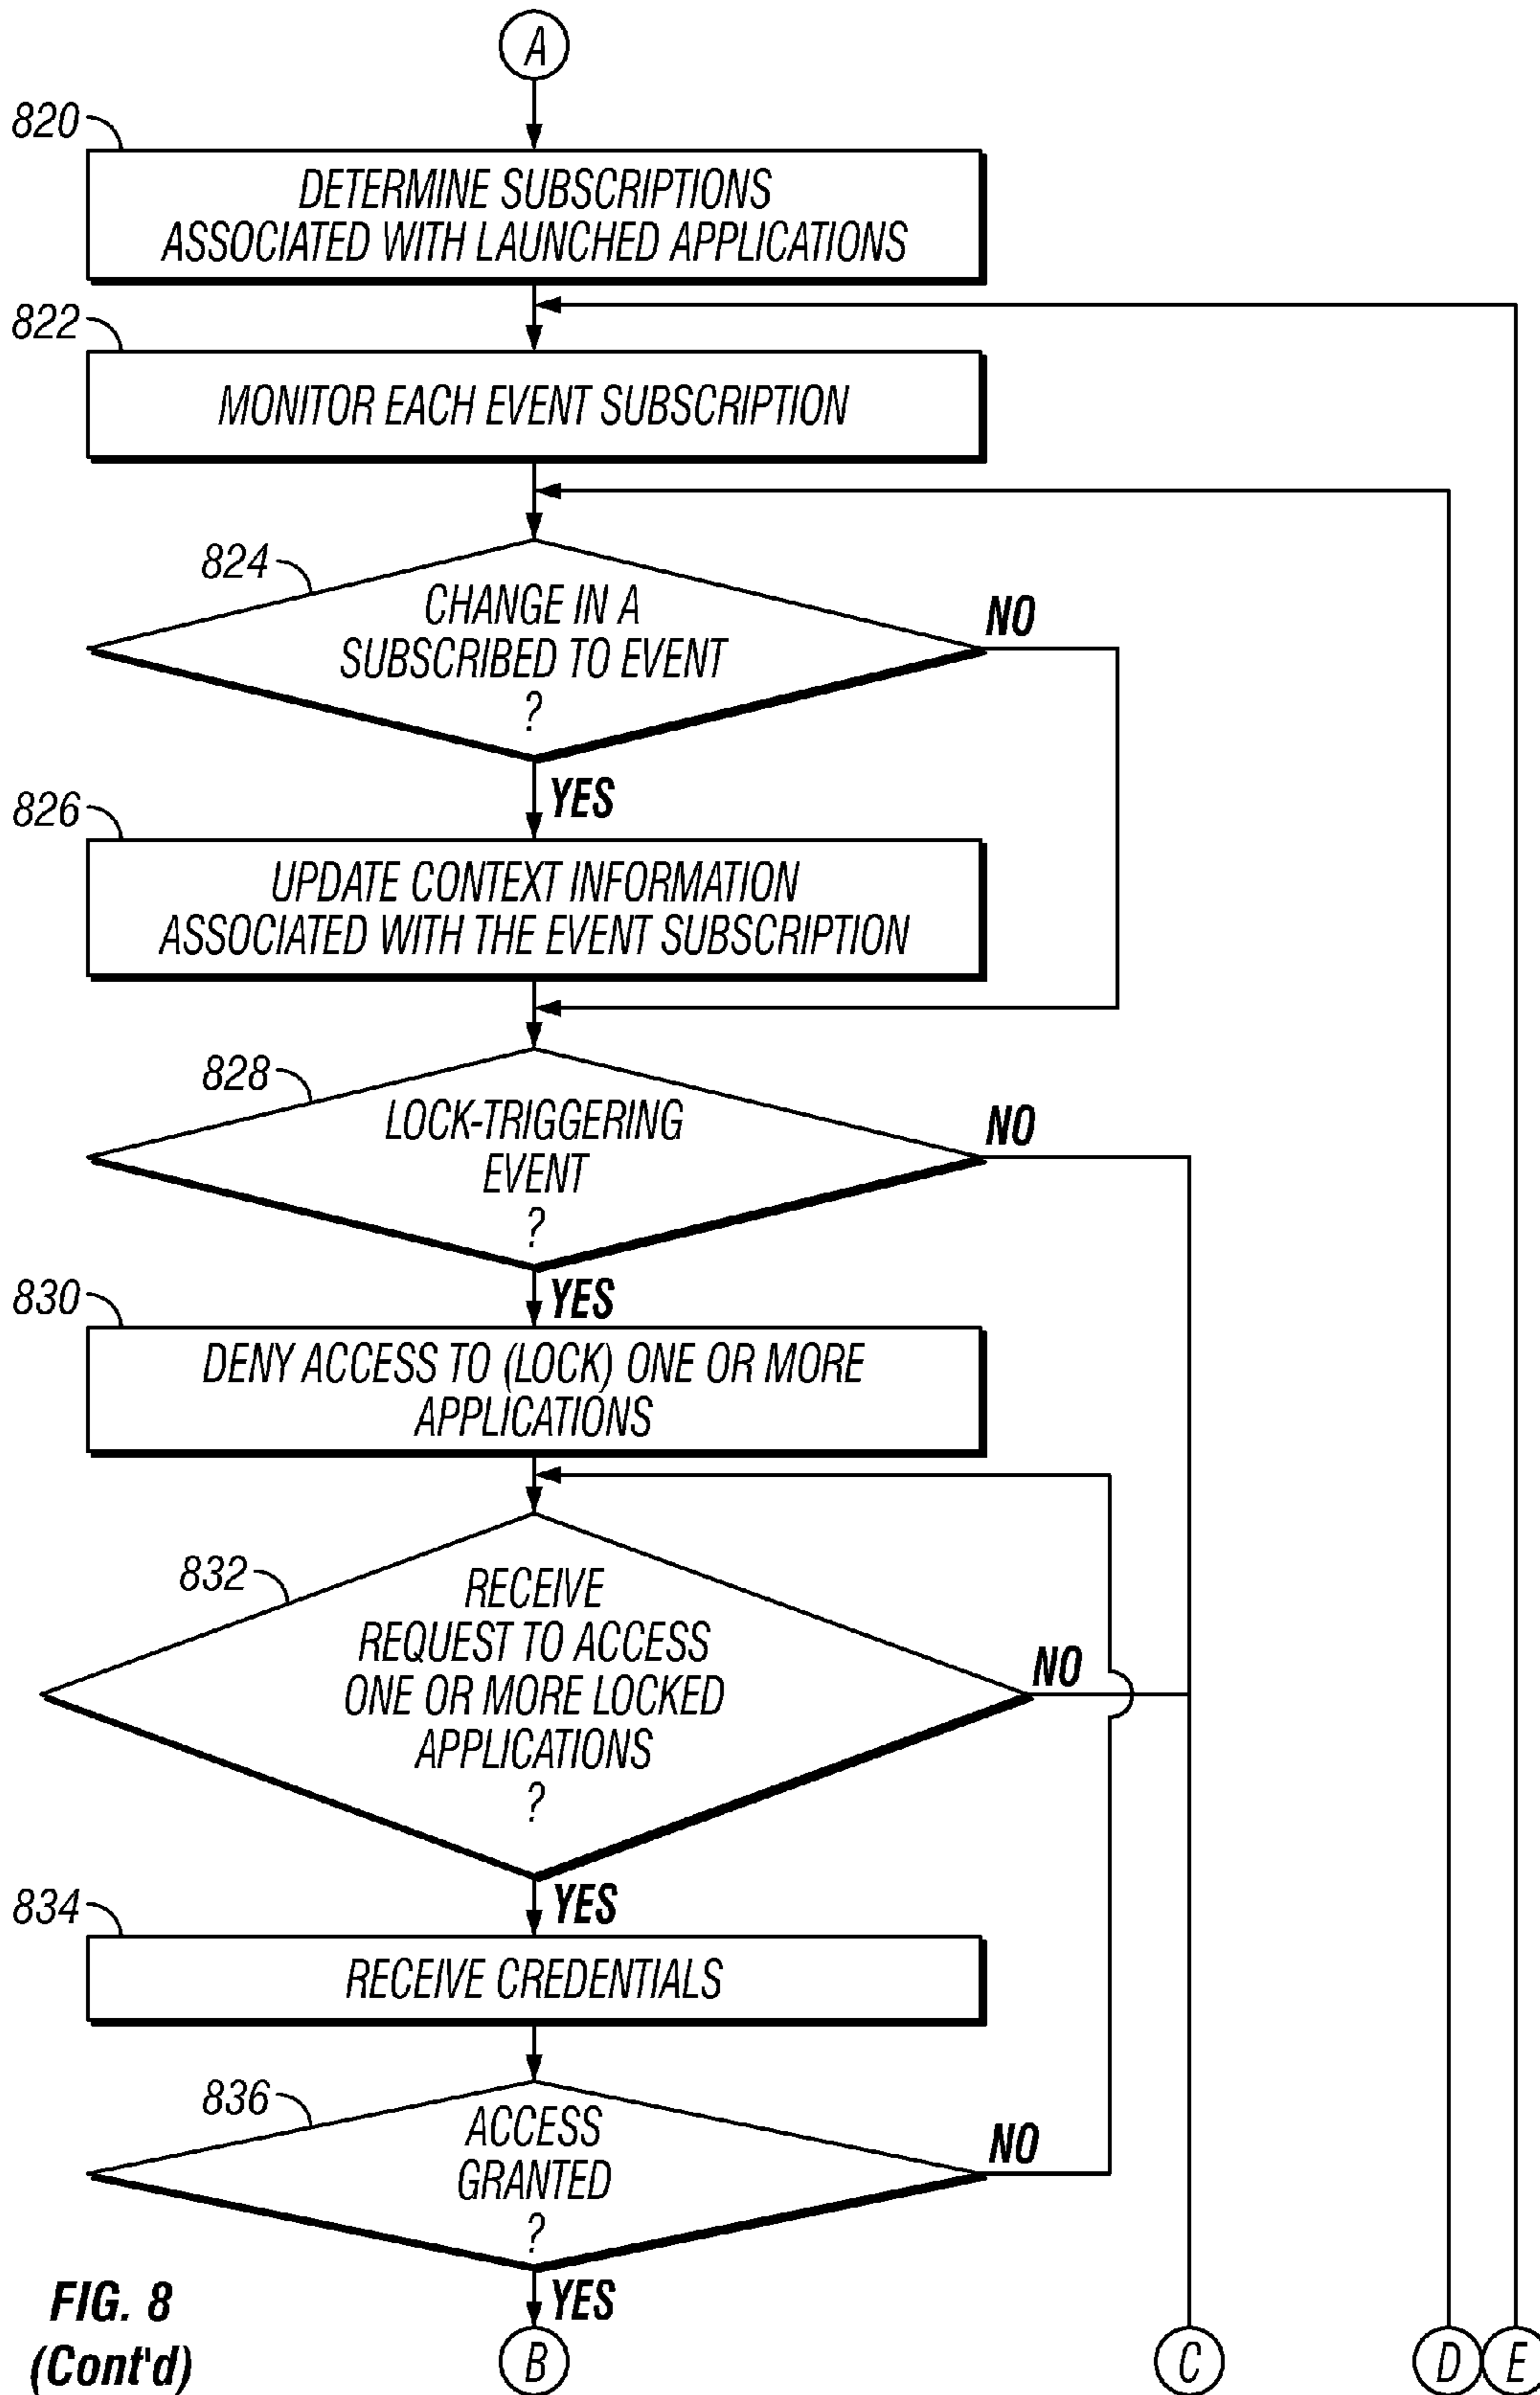 A
820
DETERMINE SUBSCRIPTIONS
ASSOCIATED WITH LAUNCHED APPLICATIONS
822
MONITOR EACH EVENT SUBSCRIPTION
824
CHANGE IN A
SUBSCRIBED TO EVENT
?
NO
YES
826
UPDATE CONTEXT INFORMATION
ASSOCIATED WITH THE EVENT SUBSCRIPTION
828
LOCK-TRIGGERING
EVENT
?
NO
YES
830
DENY ACCESS TO (LOCK) ONE OR MORE
APPLICATIONS
832
RECEIVE
REQUEST TO ACCESS
ONE OR MORE LOCKED
APPLICATIONS
?
NO
YES
834
RECEIVE CREDENTIALS
836
ACCESS
GRANTED
?
NO
YES
FIG. 8
(Cont'd)
B
C
D
E